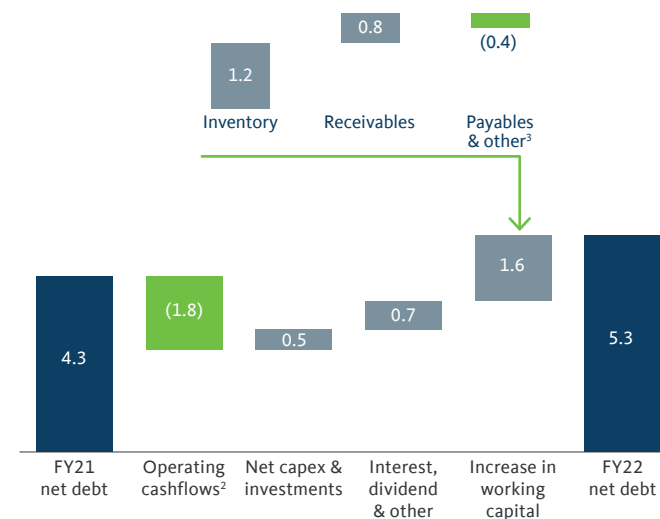 0.8
(0.4)
1.2
Inventory
Receivables
Payables
& other³
1.6
(1.8)
0.7
0.5
4.3
5.3
FY21
net debt
Operating
cashflows²
Net capex &
investments
Interest,
dividend
& other
Increase in
working
capital
FY22
net debt